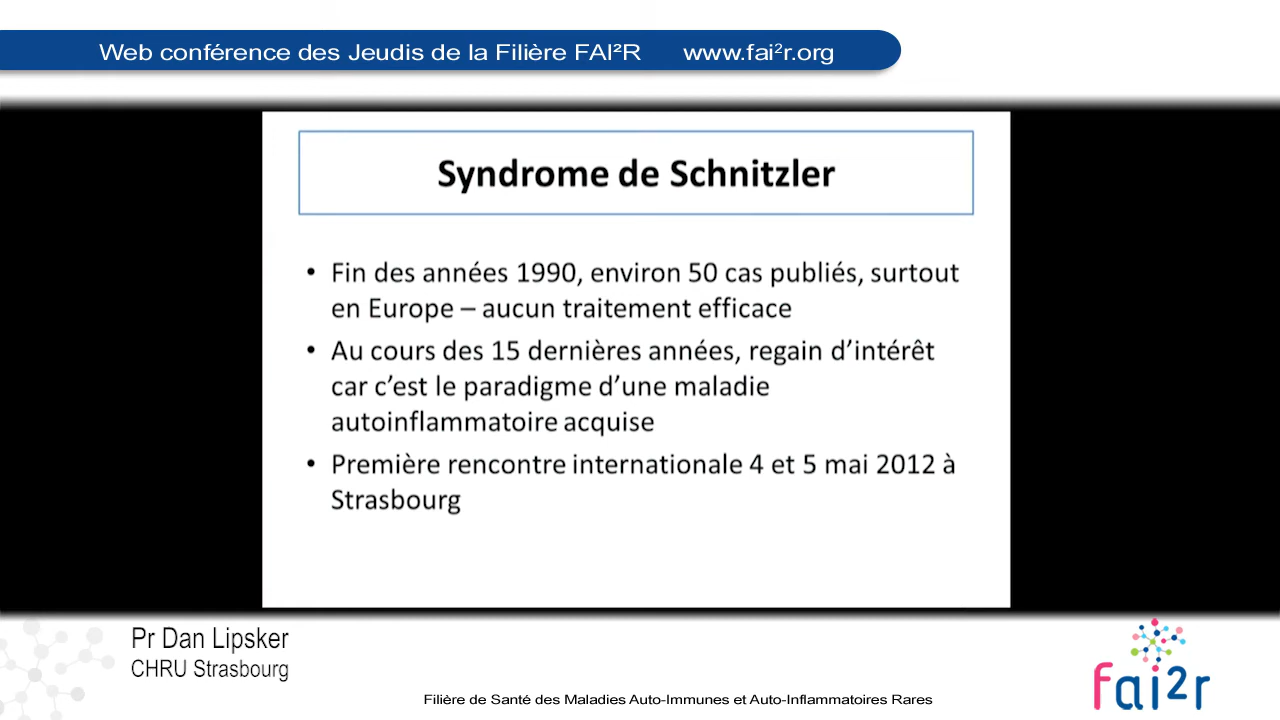 Web conférence des Jeudis de la Filière FAI²R www.fai²r.org
Syndrome de Schnitzler
• Fin des années 1990, environ 50 cas publiés, surtout
en Europe – aucun traitement efficace
• Au cours des 15 dernières années, regain d’intérêt
car c’est le paradigme d’une maladie
autoinflammatoire acquise
• Première rencontre internationale 4 et 5 mai 2012 à
Strasbourg
Pr Dan Lipsker
CHRU Strasbourg
fai2r
Filière de Santé des Maladies Auto-Immunes et Auto-Inflammatoires Rares